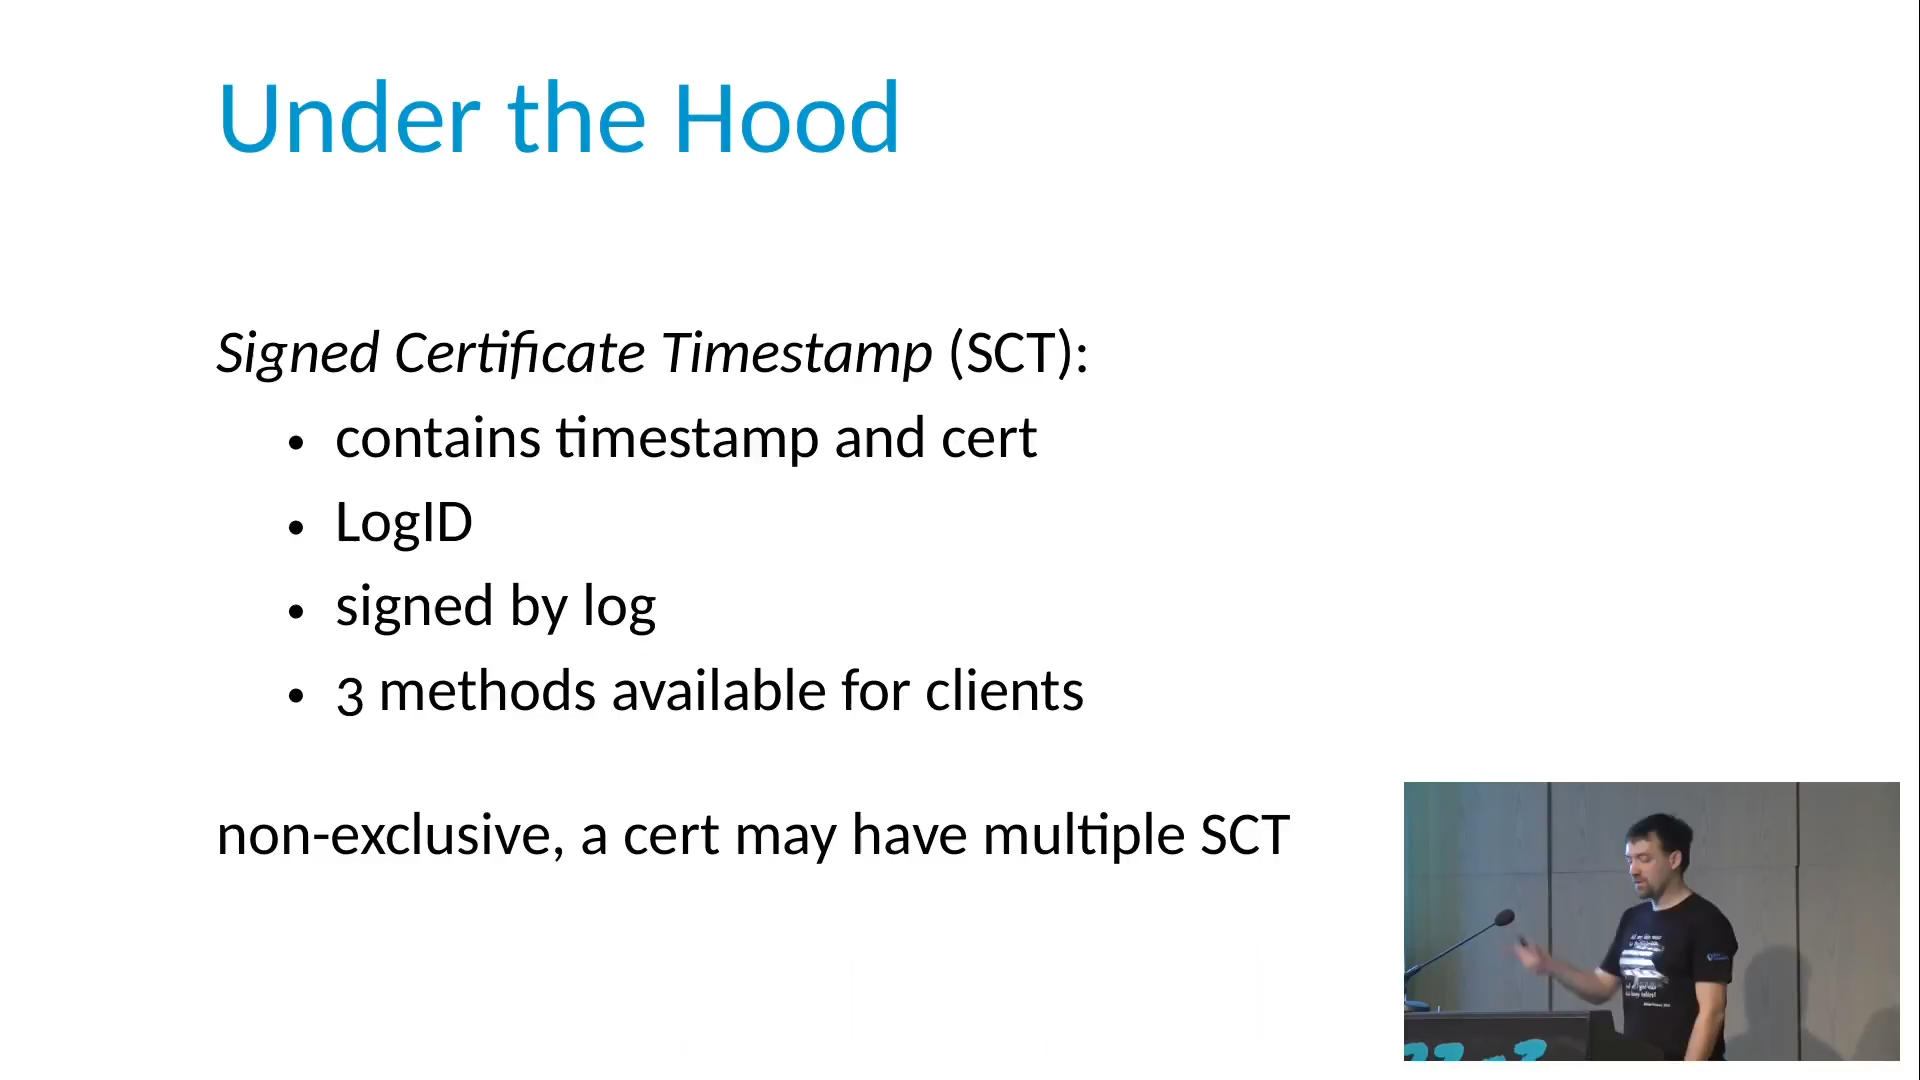 Under the Hood
Signed Certificate Timestamp (SCT):
• contains timestamp and cert
• LogID
• signed by log
• 3 methods available for clients
non-exclusive, a cert may have multiple SCT